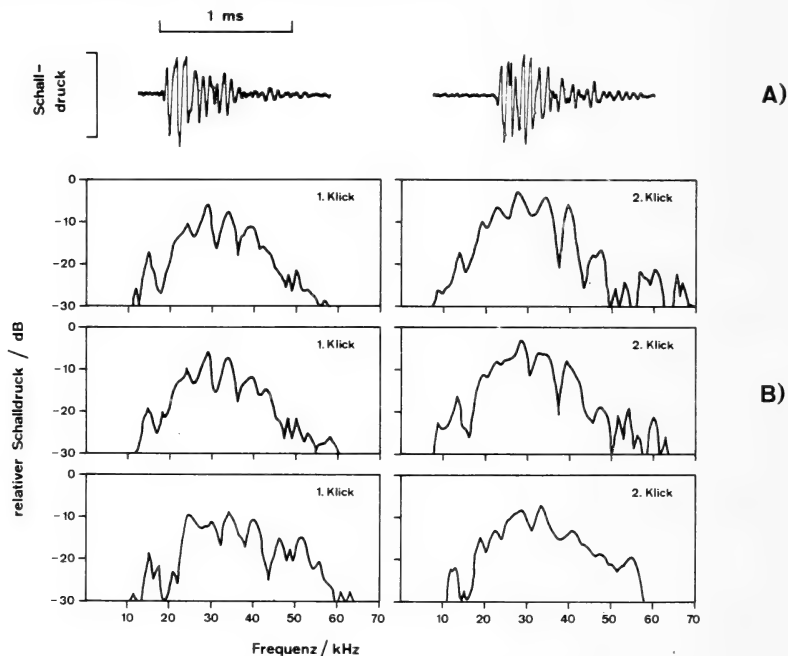 1 ms
Schall-
druck
A)
0
-10
-20
-30
1. Klick
2. Klick
0
-10
-20
-30
1. Klick
2. Klick
B)
0
-10
-20
-30
1. Klick
2. Klick
relativer Schalldruck / dB
10 20 30 40 50 60 70
10 20 30 40 50 60 70
Frequenz / kHz